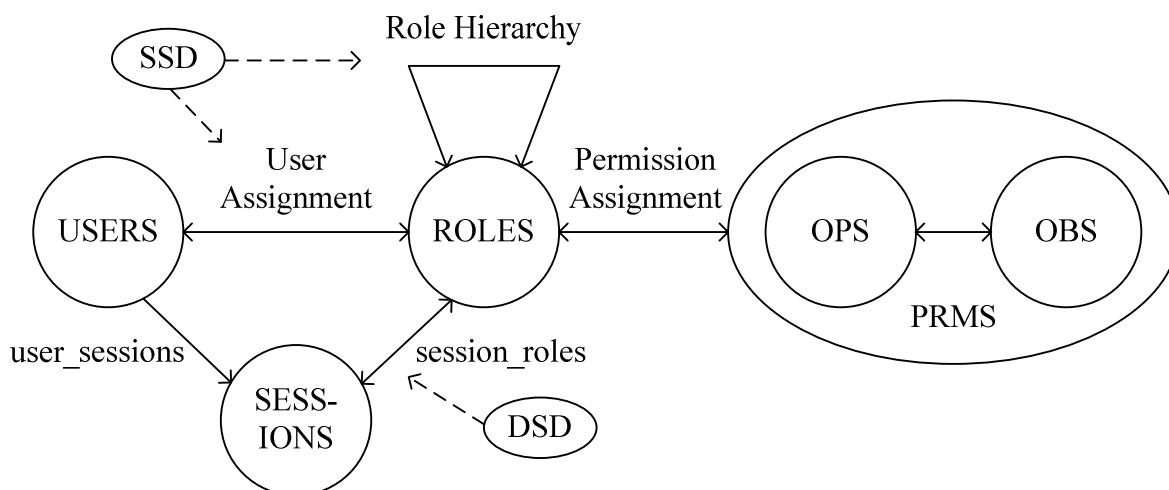 Role Hierarchy
SSD
User
Assignment
Permission
Assignment
USERS
ROLES
OPS
OBS
PRMS
user_sessions
session_roles
SESS-
IONS
DSD